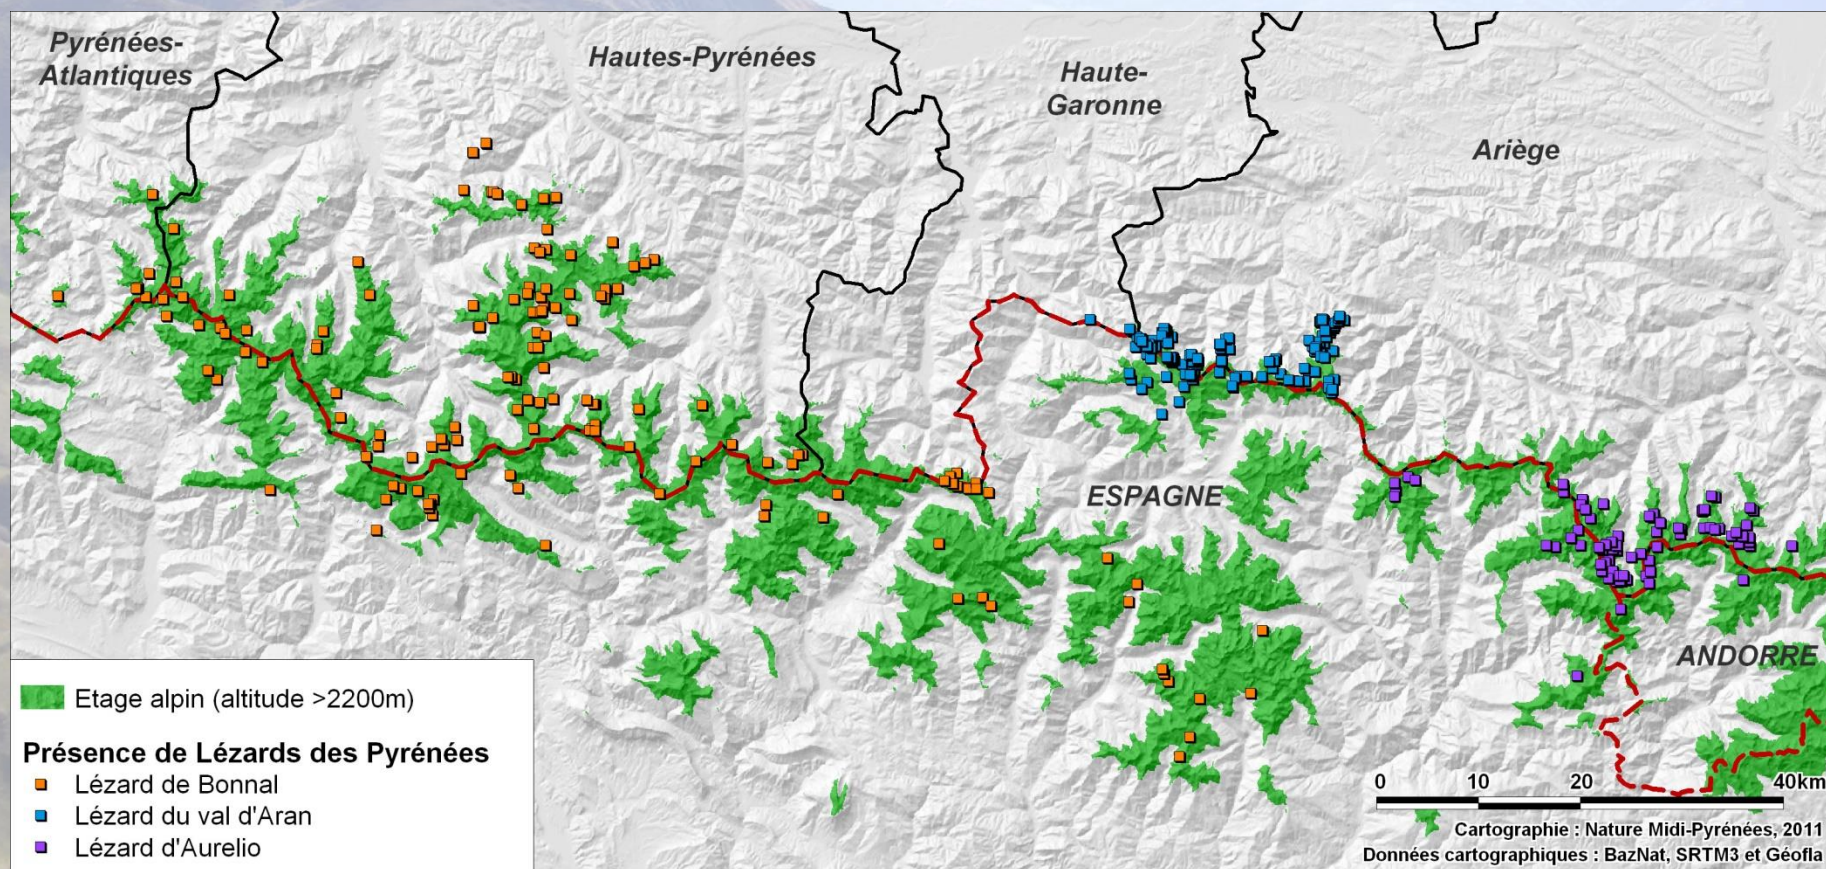 Pyrénées-
Atlantiques
Hautes-Pyrénées
Haute-
Garonne
Ariège
ESPAGNE
ANDORRE
Etage alpin (altitude >2200m)
Présence de Lézards des Pyrénées
Lézard de Bonnal
Lézard du val d'Aran
Lézard d'Aurelio
0 10 20 40km
Cartographie : Nature Midi-Pyrénées, 2011
Données cartographiques : BazNat, SRTM3 et Géofla